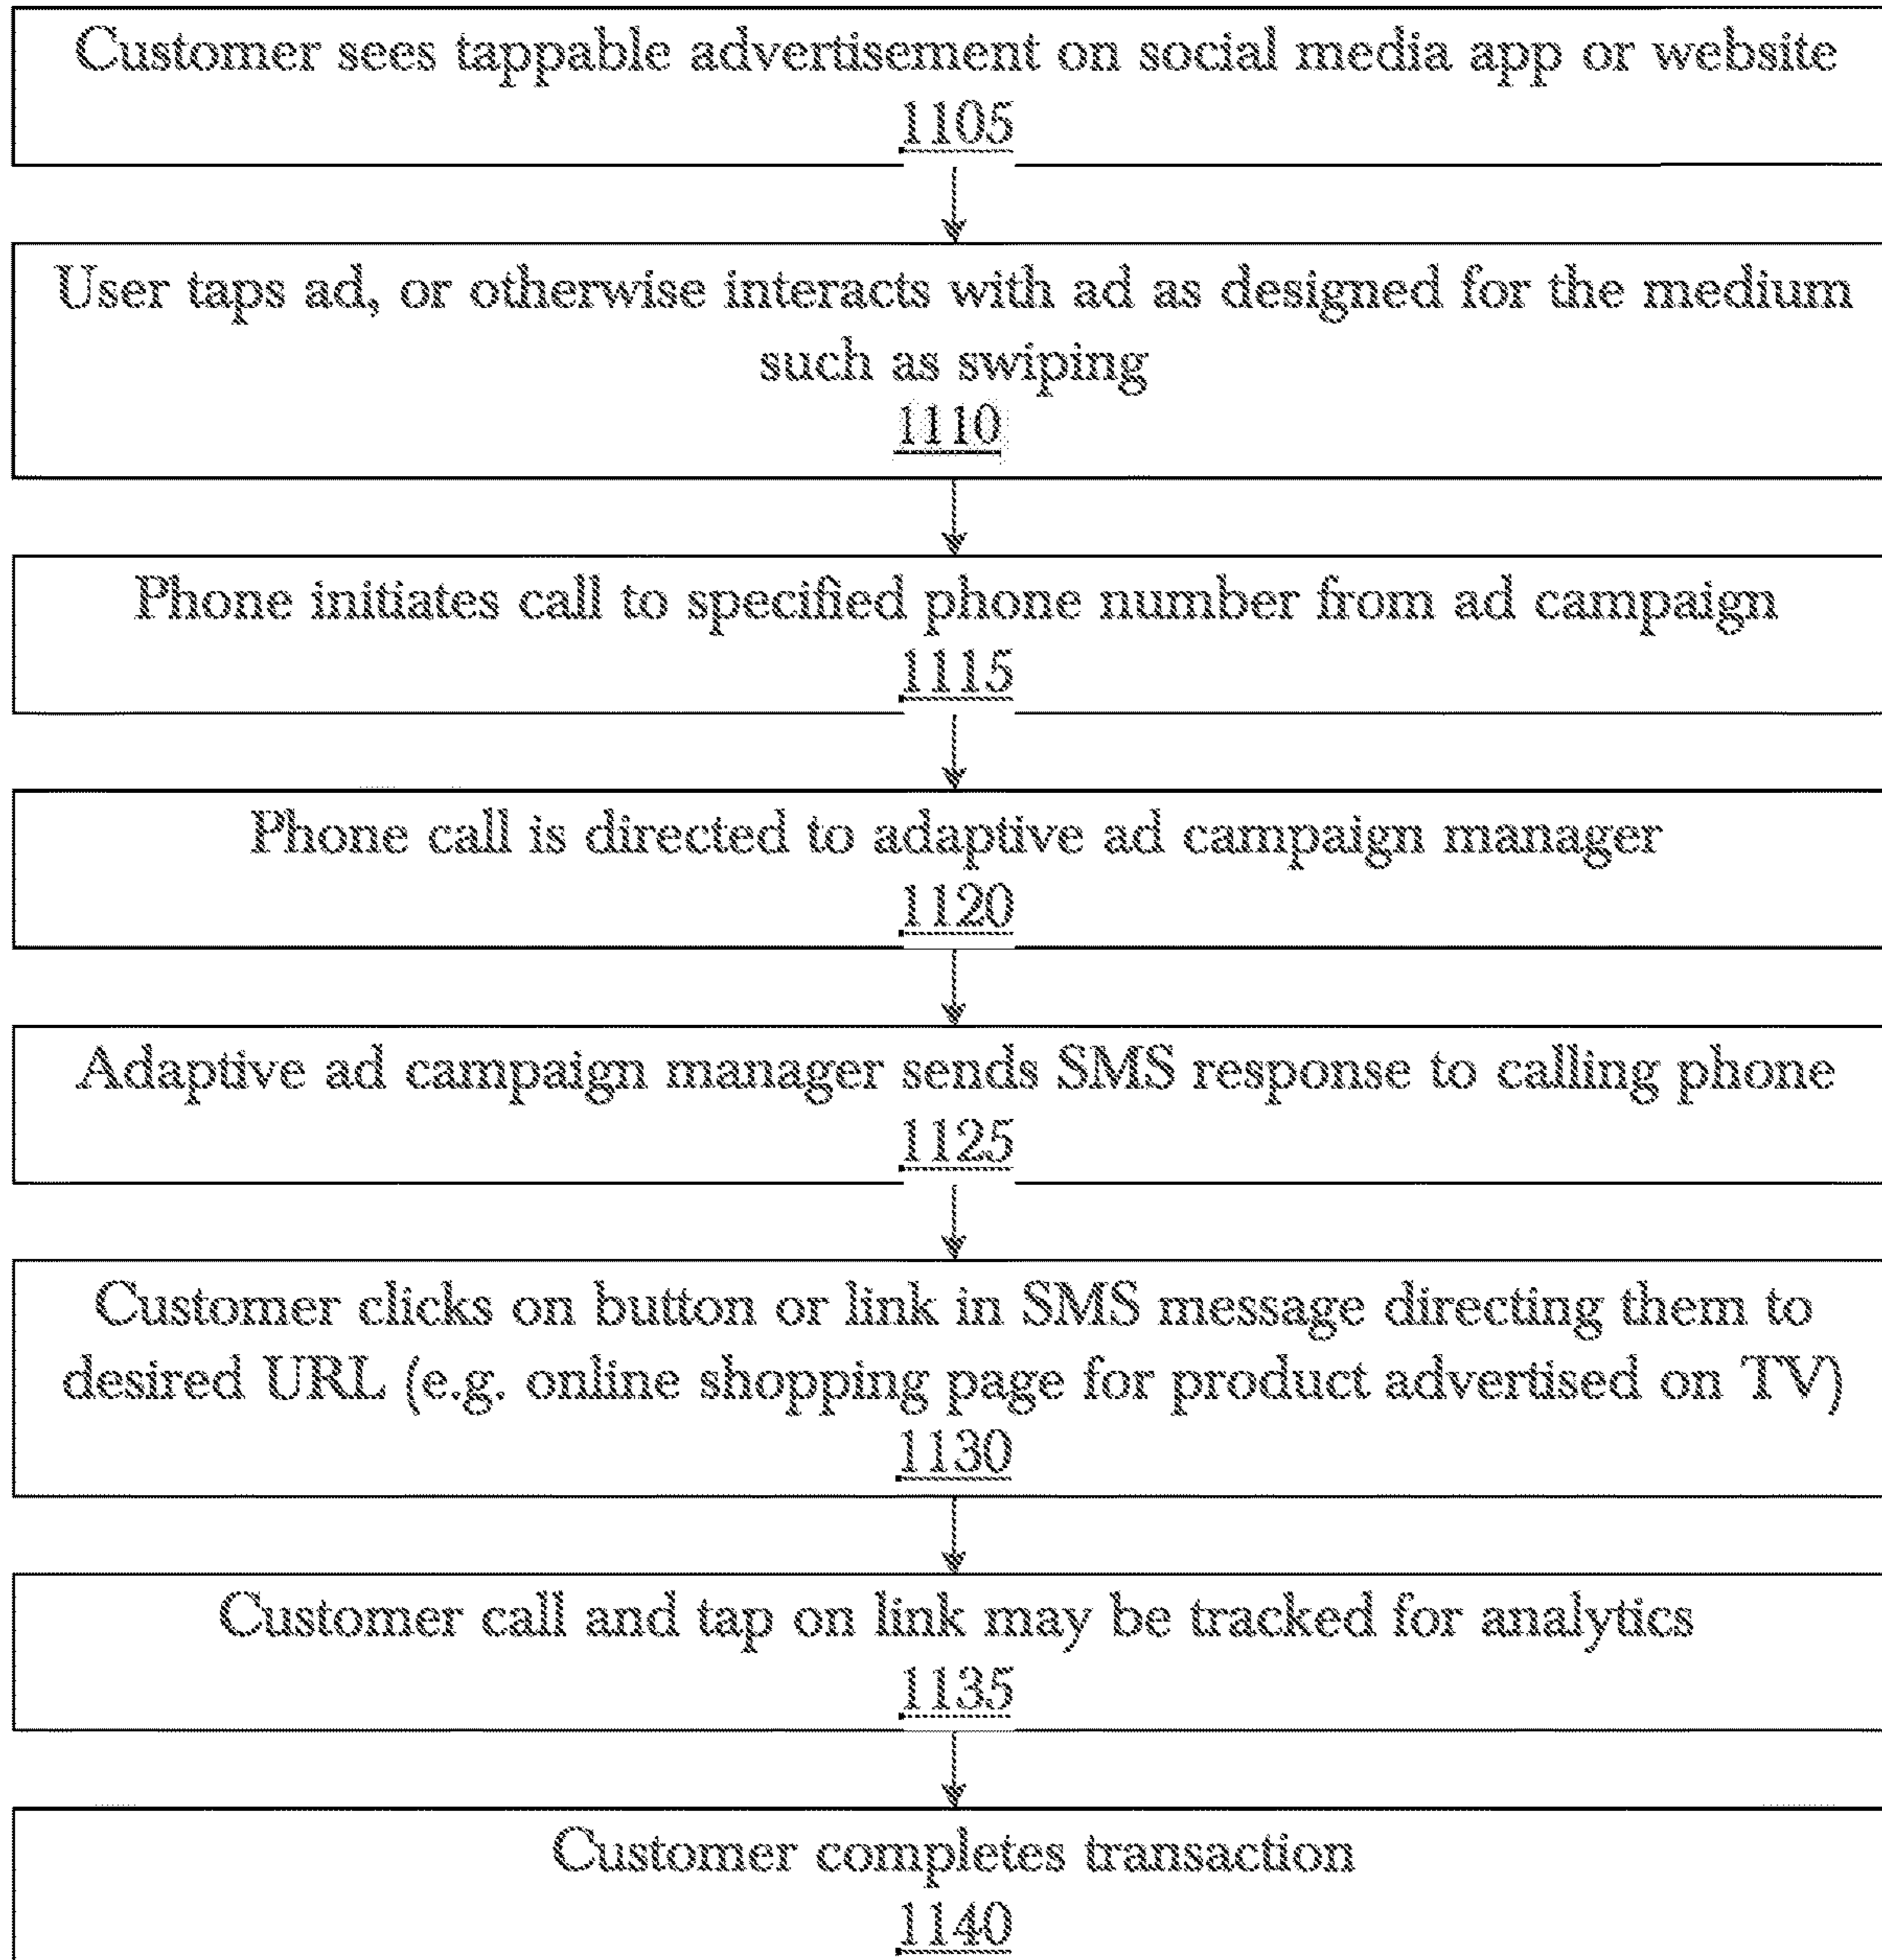 Customer sees tappable advertisement on social media app or website
1105
User taps ad, or otherwise interacts with ad as designed for the medium
such as swiping
1110
Phone initiates call to specified phone number from ad campaign
1115
Phone call is directed to adaptive ad campaign manager
1120
Adaptive ad campaign manager sends SMS response to calling phone
1125
Customer clicks on button or link in SMS message directing them to
desired URL (e.g. online shopping page for product advertised on TV)
1130
Customer call and tap on link may be tracked for analytics
1135
Customer completes transaction
1140